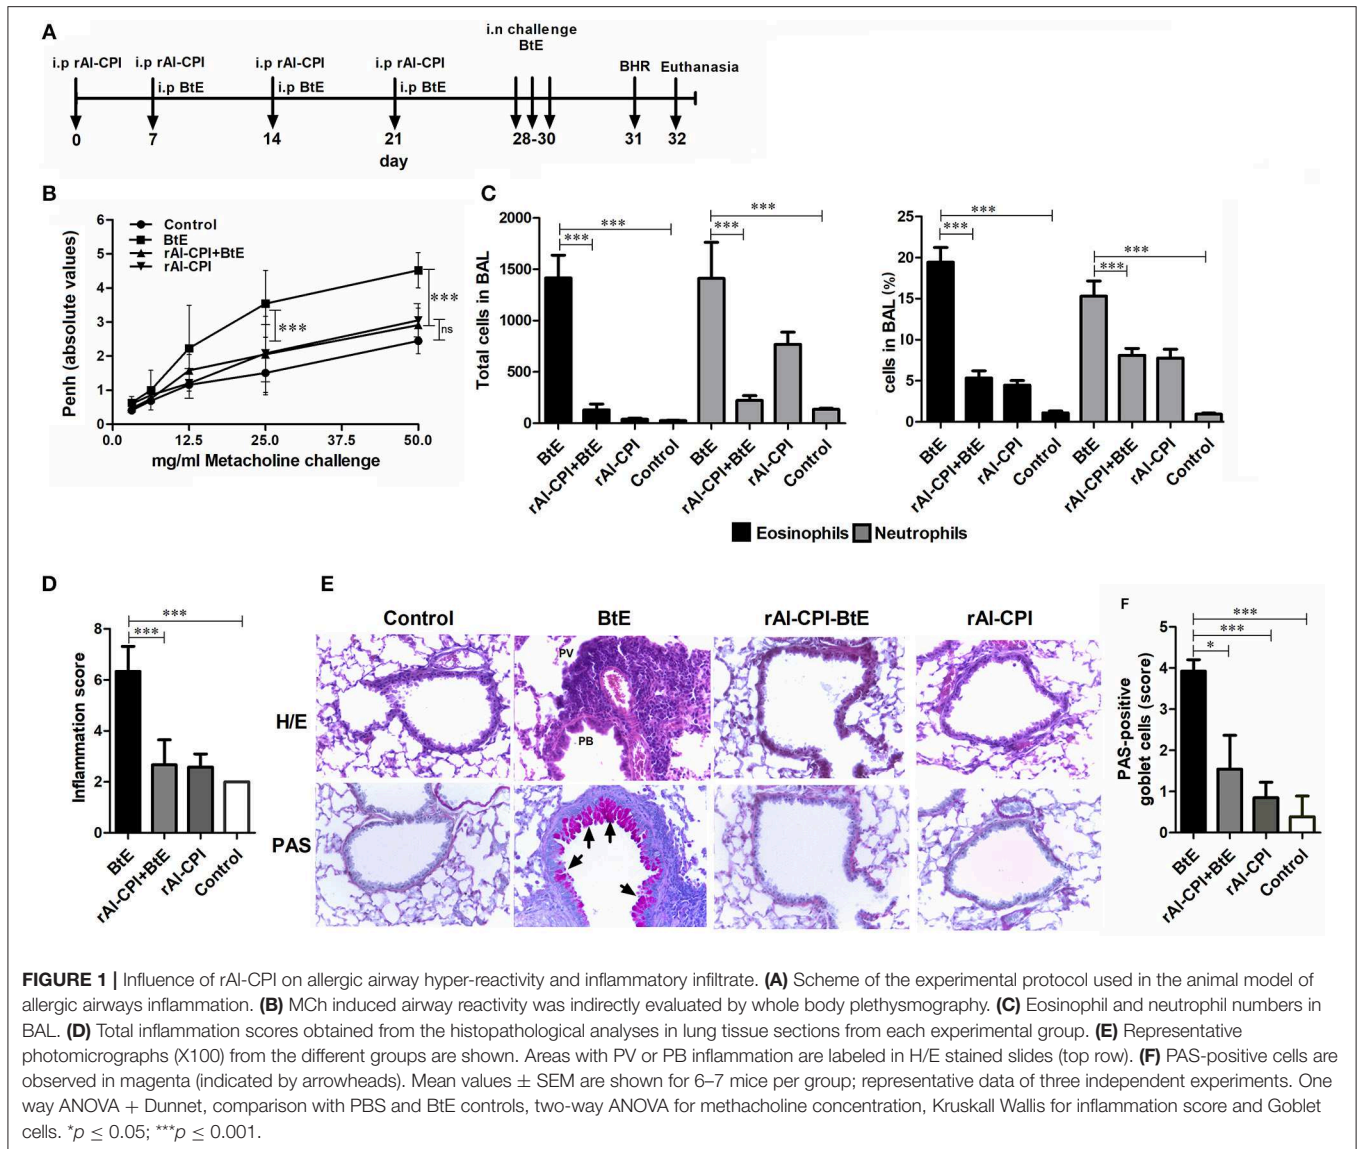 A
i.n challenge
BtE
i.p rAl-CPI i.p rAl-CPI i.p rAl-CPI i.p rAl-CPI BHR Euthanasia
i.p BtE i.p BtE i.p BtE
0 7 14 21 28-30 31 32
day
B
6
5
4
3
2
1
0
Penh (absolute values)
Control
BtE
rAl-CPI+BtE
rAl-CPI
***
***
ns
0.0 12.5 25.0 37.5 50.0
mg/ml Metacholine challenge
C
2000
1500
1000
500
0
Total cells in BAL
***
***
***
***
BtE
rAl-CPI+BtE
rAl-CPI
Control
BtE
rAl-CPI+BtE
rAl-CPI
Control
25
20
15
10
5
0
cells in BAL (%)
***
***
***
***
BtE
rAl-CPI+BtE
rAl-CPI
Control
BtE
rAl-CPI+BtE
rAl-CPI
Control
Eosinophils Neutrophils
D
8
6
4
2
0
Inflammation score
***
***
BtE
rAl-CPI+BtE
rAl-CPI
Control
E
Control BtE rAl-CPI-BtE rAl-CPI
H/E
PV
PB
PAS
F
5
4
3
2
1
0
PAS-positive
goblet cells (score)
***
***
*
BtE
rAl-CPI+BtE
rAl-CPI
Control
FIGURE 1 | Influence of rAl-CPI on allergic airway hyper-reactivity and inflammatory infiltrate. (A) Scheme of the experimental protocol used in the animal model of
allergic airways inflammation. (B) MCh induced airway reactivity was indirectly evaluated by whole body plethysmography. (C) Eosinophil and neutrophil numbers in
BAL. (D) Total inflammation scores obtained from the histopathological analyses in lung tissue sections from each experimental group. (E) Representative
photomicrographs (X100) from the different groups are shown. Areas with PV or PB inflammation are labeled in H/E stained slides (top row). (F) PAS-positive cells are
observed in magenta (indicated by arrowheads). Mean values ± SEM are shown for 6–7 mice per group; representative data of three independent experiments. One
way ANOVA + Dunnet, comparison with PBS and BtE controls, two-way ANOVA for methacholine concentration, Kruskall Wallis for inflammation score and Goblet
cells. *p ≤ 0.05; ***p ≤ 0.001.